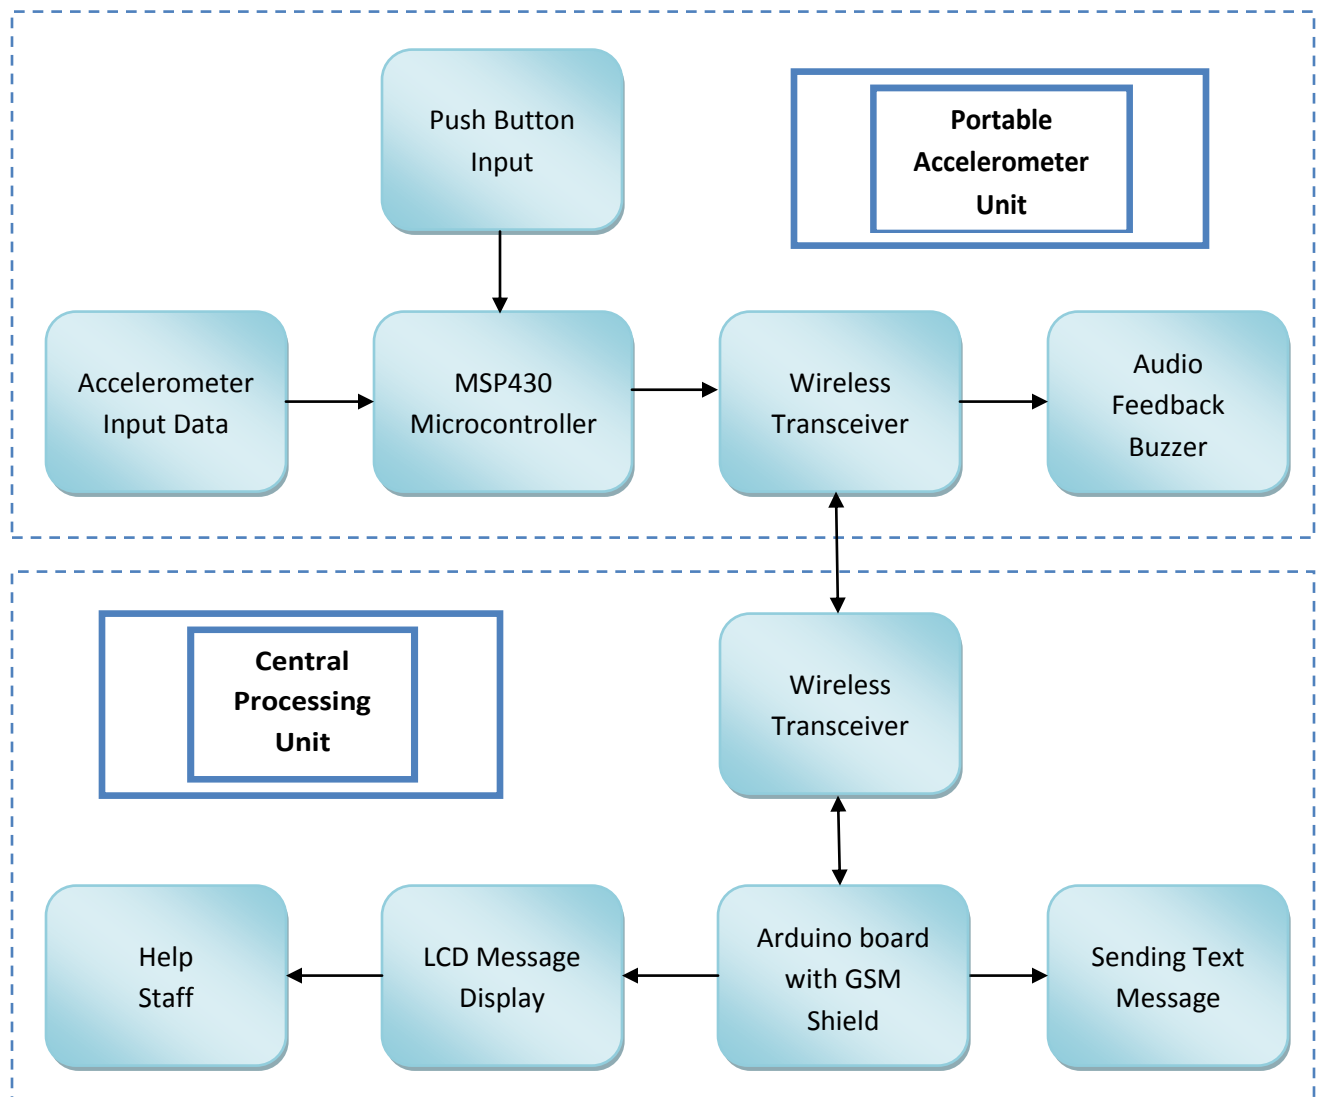 Push Button
Input
Portable
Accelerometer
Unit
Accelerometer
Input Data
MSP430
Microcontroller
Wireless
Transceiver
Audio
Feedback
Buzzer
Central
Processing
Unit
Wireless
Transceiver
Help
Staff
LCD Message
Display
Arduino board
with GSM
Shield
Sending Text
Message